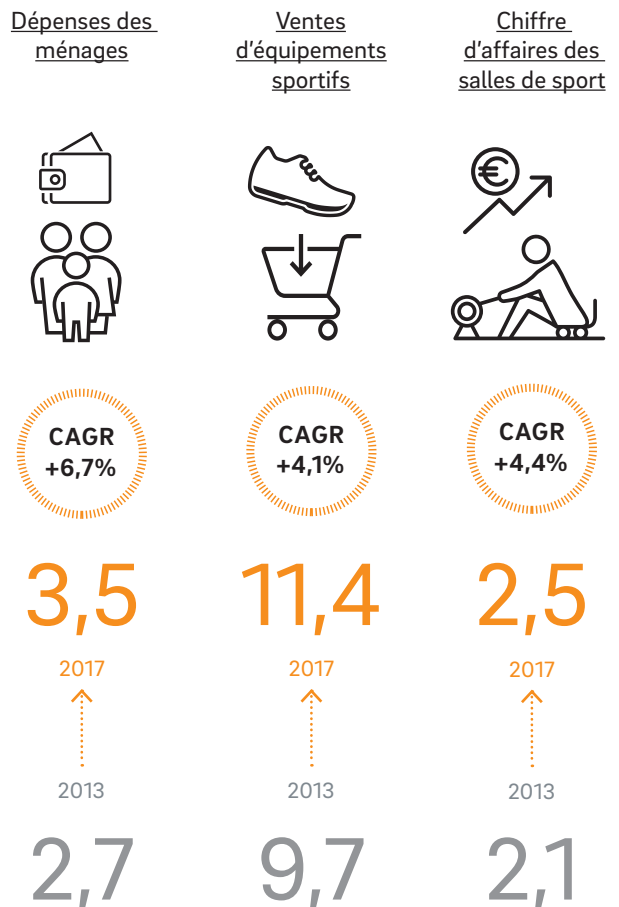 Dépenses des
ménages
Ventes
d'équipements
sportifs
Chiffre
d'affaires des
salles de sport
€
CAGR
+6,7%
CAGR
+4,1%
CAGR
+4,4%
3,5
11,4
2,5
2017
2017
2017
2013
2013
2013
2,7
9,7
2,1